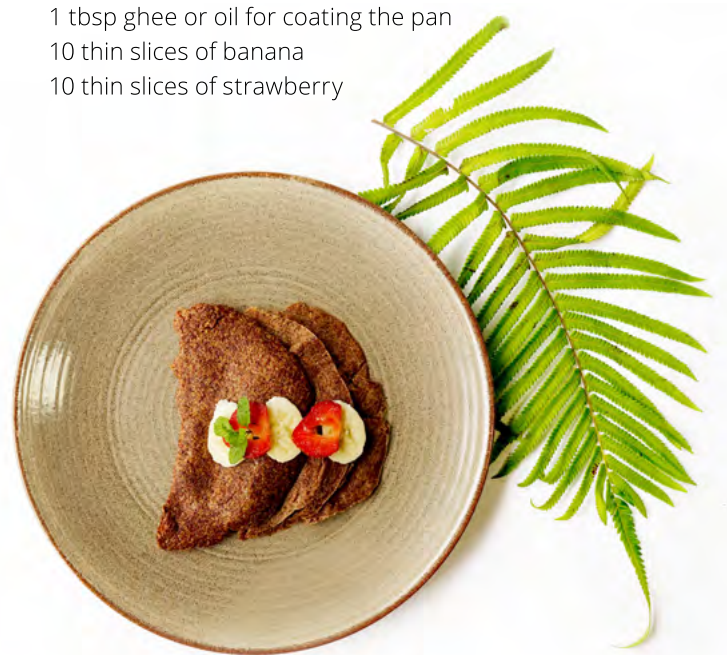 1 tbsp ghee or oil for coating the pan
10 thin slices of banana
10 thin slices of strawberry